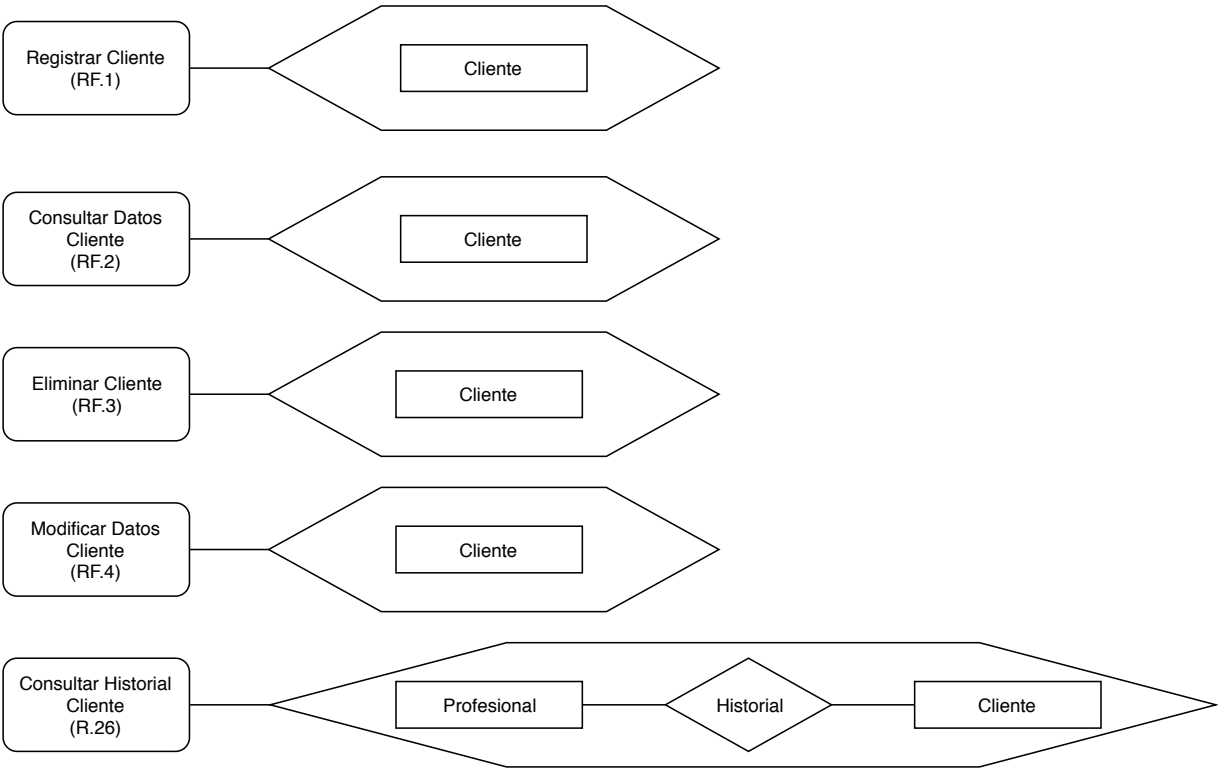 Registrar Cliente
(RF.1)
Cliente
Consultar Datos
Cliente
(RF.2)
Cliente
Eliminar Cliente
(RF.3)
Cliente
Modificar Datos
Cliente
(RF.4)
Cliente
Consultar Historial
Cliente
(R.26)
Profesional
Historial
Cliente